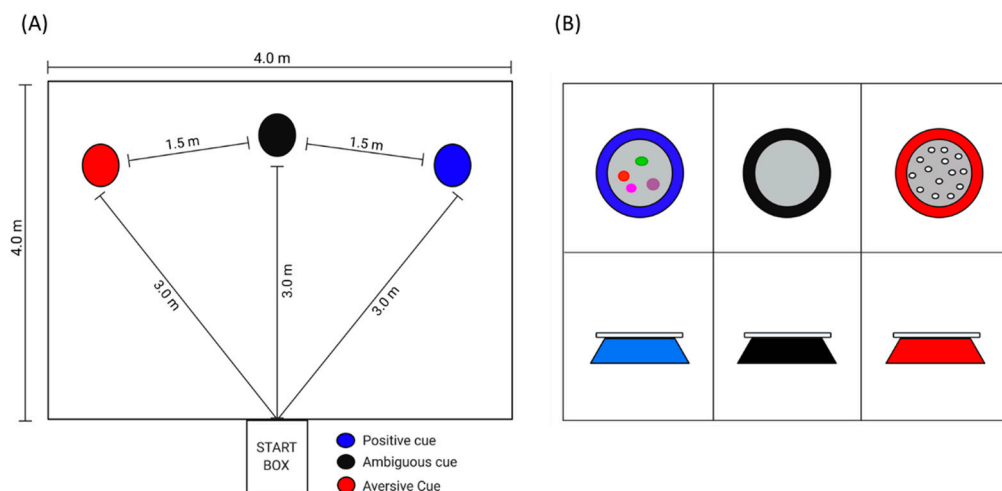 (A)
(B)
4.0 m
1.5 m
1.5 m
4.0 m
3.0 m
3.0 m
3.0 m
START
BOX
Positive cue
Ambiguous cue
Aversive Cue